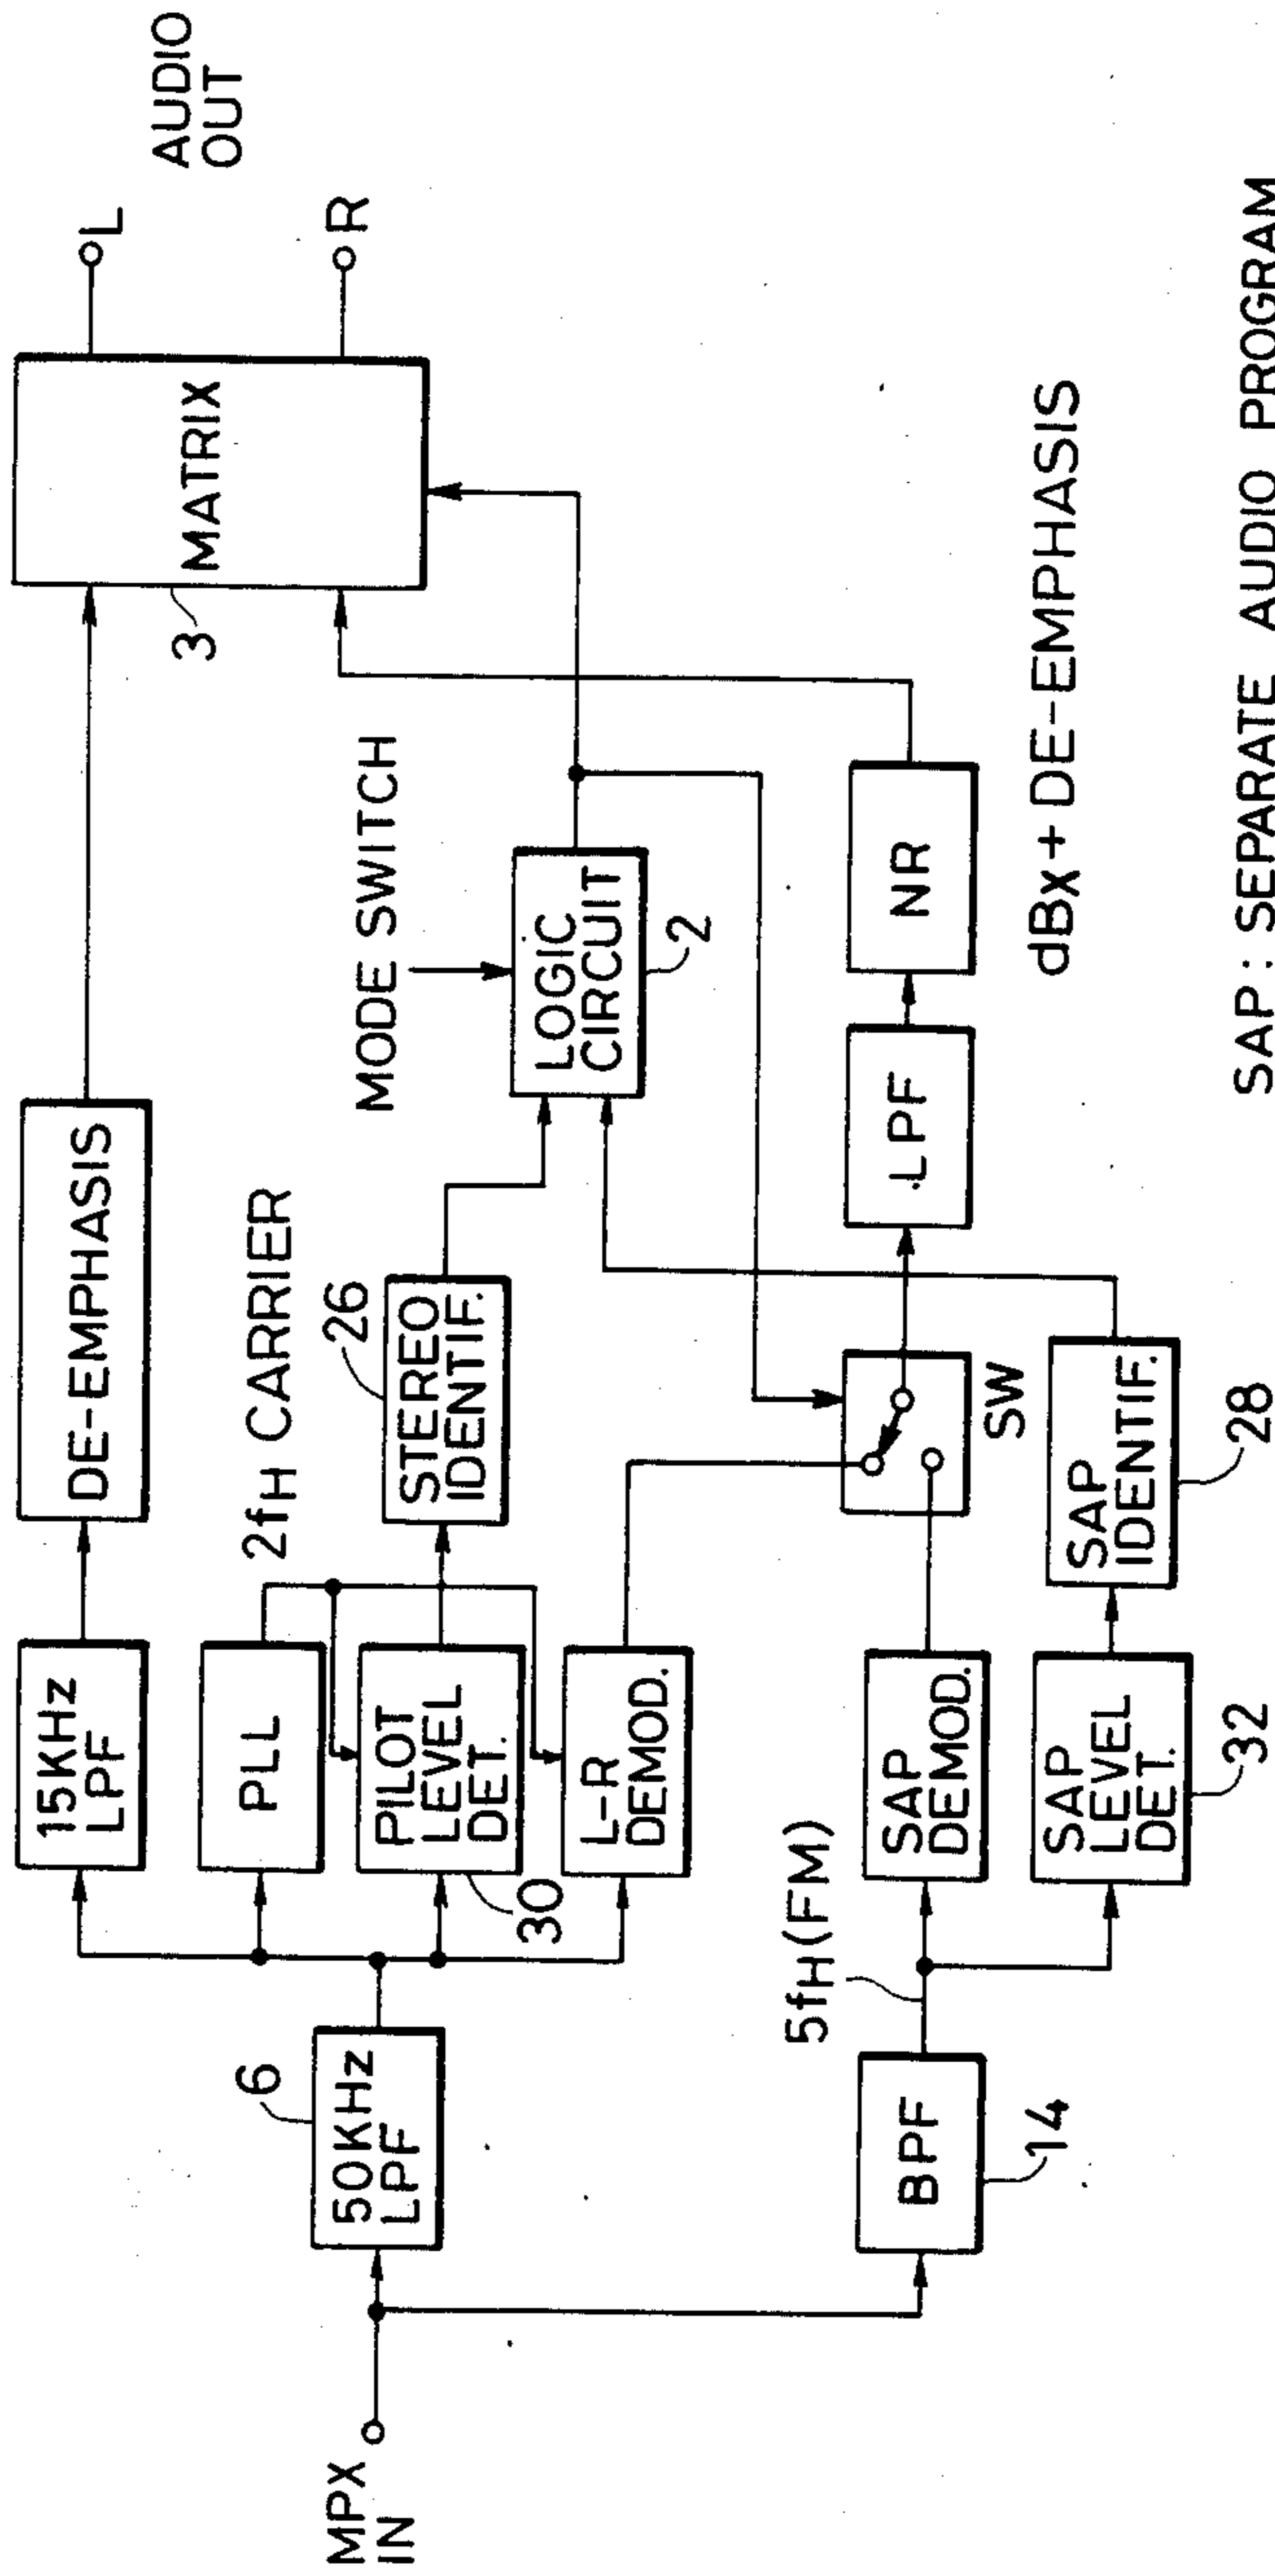 MPX
IN
6
50KHz
LPF
15KHz
LPF
DE-EMPHASIS
PLL
2fH CARRIER
PILOT
LEVEL
DET.
30
STEREO
IDENTIF.
26
L-R
DEMOD.
MODE SWITCH
LOGIC
CIRCUIT
2
MATRIX
3
L
R
AUDIO
OUT
BPF
14
5fH(FM)
SAP
DEMOD.
SAP
LEVEL
DET.
32
SAP
IDENTIF.
28
SW
LPF
NR
dBx+DE-EMPHASIS
SAP: SEPARATE AUDIO PROGRAM